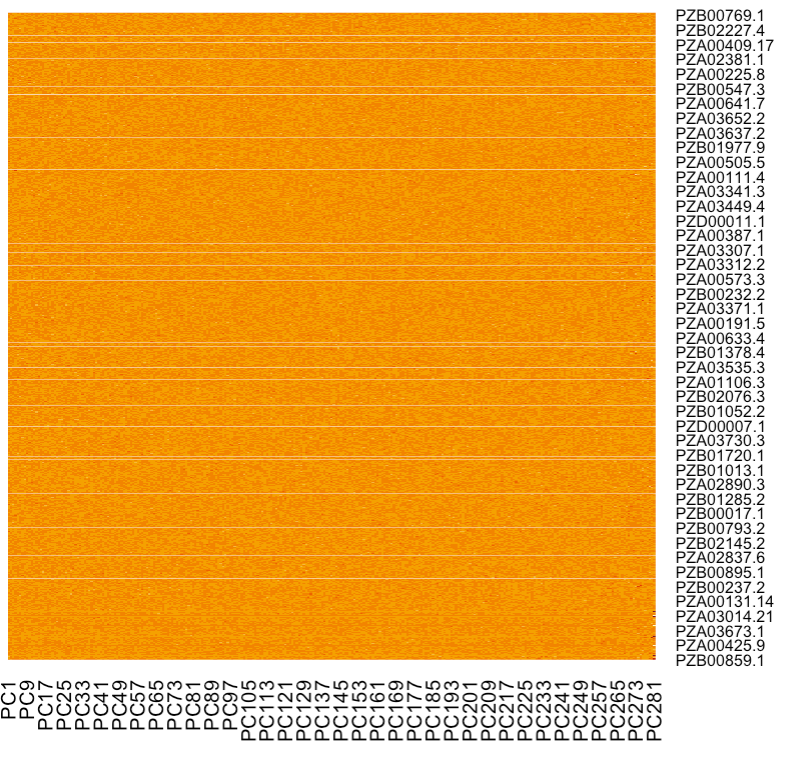 PZB00769.1
PZB02227.4
PZA00409.17
PZA02381.1
PZA00225.8
PZB00547.3
PZA00641.7
PZA03652.2
PZA03637.2
PZB01977.9
PZA00505.5
PZA00111.4
PZA03341.3
PZA03449.4
PZD00011.1
PZA00387.1
PZA03307.1
PZA03312.2
PZA00573.3
PZB00232.2
PZA03371.1
PZA00191.5
PZA00633.4
PZB01378.4
PZA03535.3
PZA01106.3
PZB02076.3
PZB01052.2
PZD00007.1
PZA03730.3
PZB01720.1
PZB01013.1
PZA02890.3
PZB01285.2
PZB00017.1
PZB00793.2
PZB02145.2
PZA02837.6
PZB00895.1
PZB00237.2
PZA00131.14
PZA03014.21
PZA03673.1
PZA00425.9
PZB00859.1
PC1
PC9
PC17
PC25
PC33
PC41
PC49
PC57
PC65
PC73
PC81
PC89
PC97
PC105
PC113
PC121
PC129
PC137
PC145
PC153
PC161
PC169
PC177
PC185
PC193
PC201
PC209
PC217
PC225
PC233
PC241
PC249
PC257
PC265
PC273
PC281